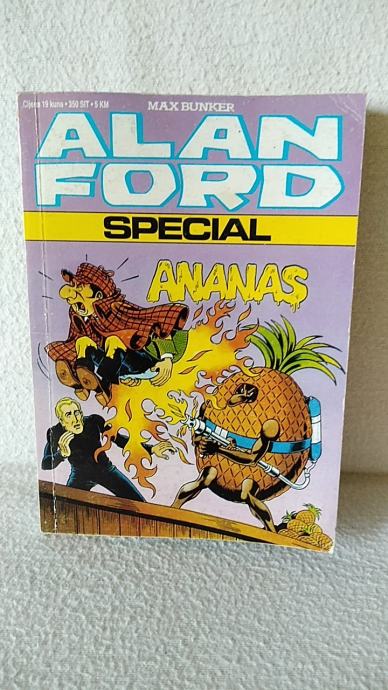 Cijena 19 kuna • 350 SIT • 5 KM
MAX BUNKER
ALAN
FORD
SPECIAL
ANANAS